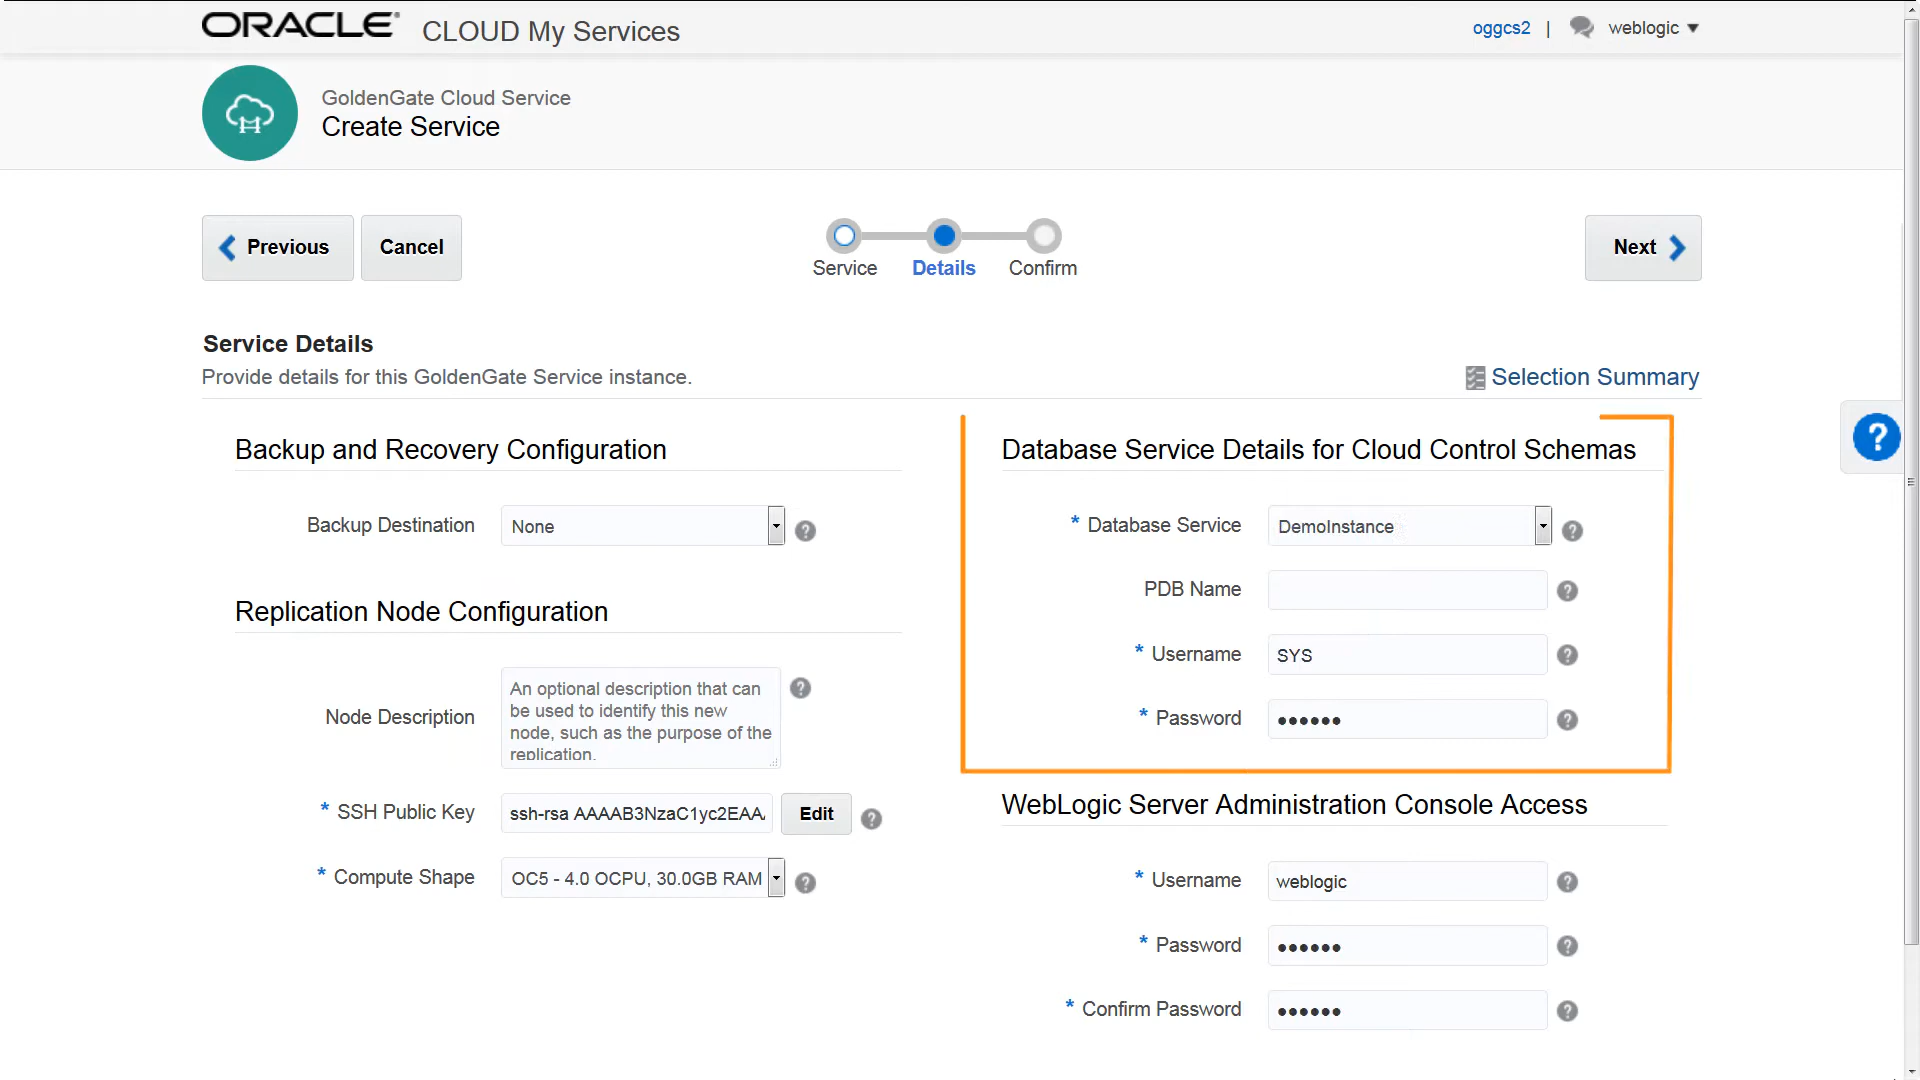 ORACLE® CLOUD My Services
oggcs2 | weblogic
GoldenGate Cloud Service
Create Service
Previous
Cancel
Service
Details
Confirm
Next
Service Details
Provide details for this GoldenGate Service instance.
Selection Summary
Backup and Recovery Configuration
Backup Destination None ?
Replication Node Configuration
Node Description
An optional description that can
be used to identify this new
node, such as the purpose of the
replication.
?
* SSH Public Key ssh-rsa AAAAB3NzaC1yc2EAA Edit ?
* Compute Shape OC5 - 4.0 OCPU, 30.0GB RAM ?
Database Service Details for Cloud Control Schemas
* Database Service DemoInstance ?
PDB Name ?
* Username SYS ?
* Password •••••• ?
WebLogic Server Administration Console Access
* Username weblogic ?
* Password •••••• ?
* Confirm Password •••••• ?
?